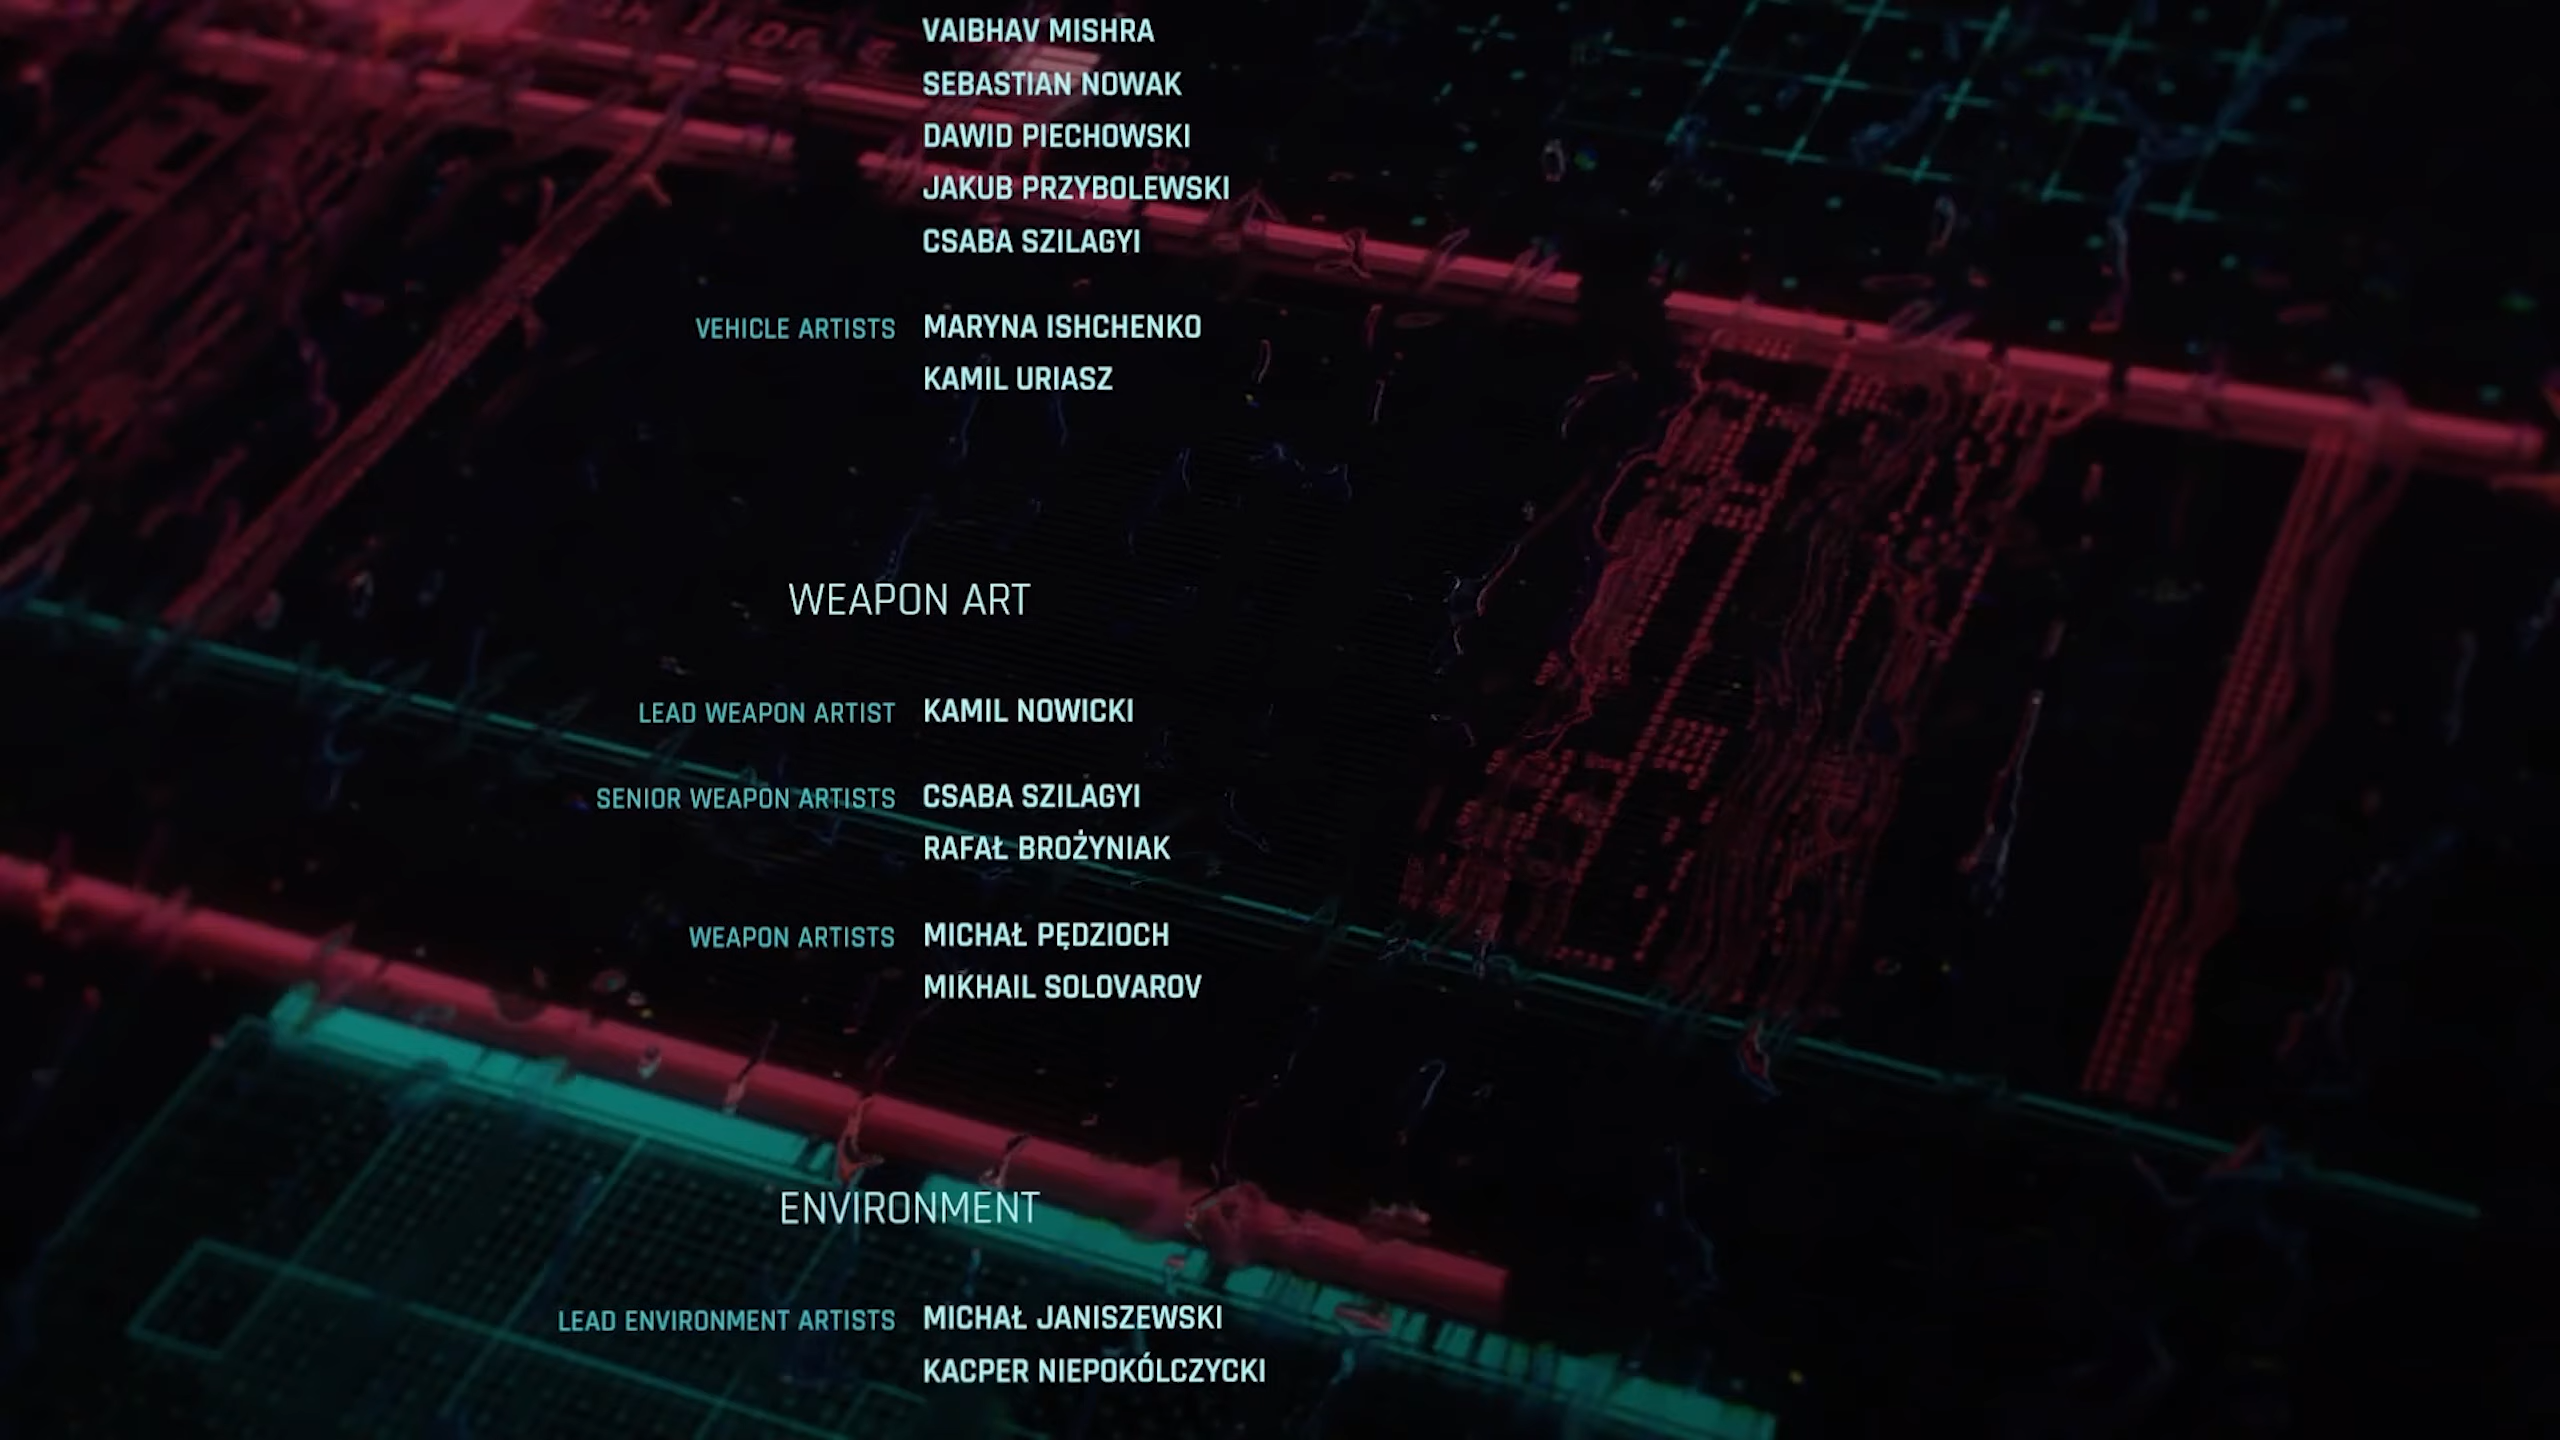 VAIBHAV MISHRA
SEBASTIAN NOWAK
DAWID PIECHOWSKI
JAKUB PRZYBOLEWSKI
CSABA SZILAGYI
VEHICLE ARTISTS MARYNA ISHCHENKO
KAMIL URIASZ
WEAPON ART
LEAD WEAPON ARTIST KAMIL NOWICKI
SENIOR WEAPON ARTISTS CSABA SZILAGYI
RAFAŁ BROŻYNIAK
WEAPON ARTISTS MICHAŁ PĘDZIOCH
MIKHAIL SOLOVAROV
ENVIRONMENT
LEAD ENVIRONMENT ARTISTS MICHAŁ JANISZEWSKI
KACPER NIEPOKÓLCZYCKI